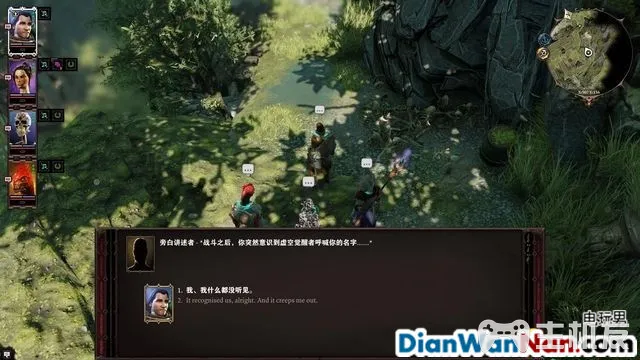 旁白讲述者 - *战斗之后，你突然意识到虚空觉醒者呼喊你的名字……*
1. 我、我什么都没听见。
2. It recognised us, alright. And it creeps me out.
电玩男
DianWanNan.com